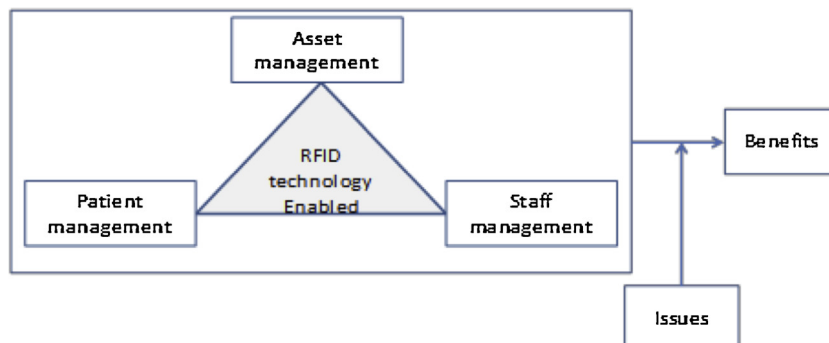 Asset
management
RFID
technology
Enabled
Patient
management
Staff
management
Benefits
Issues